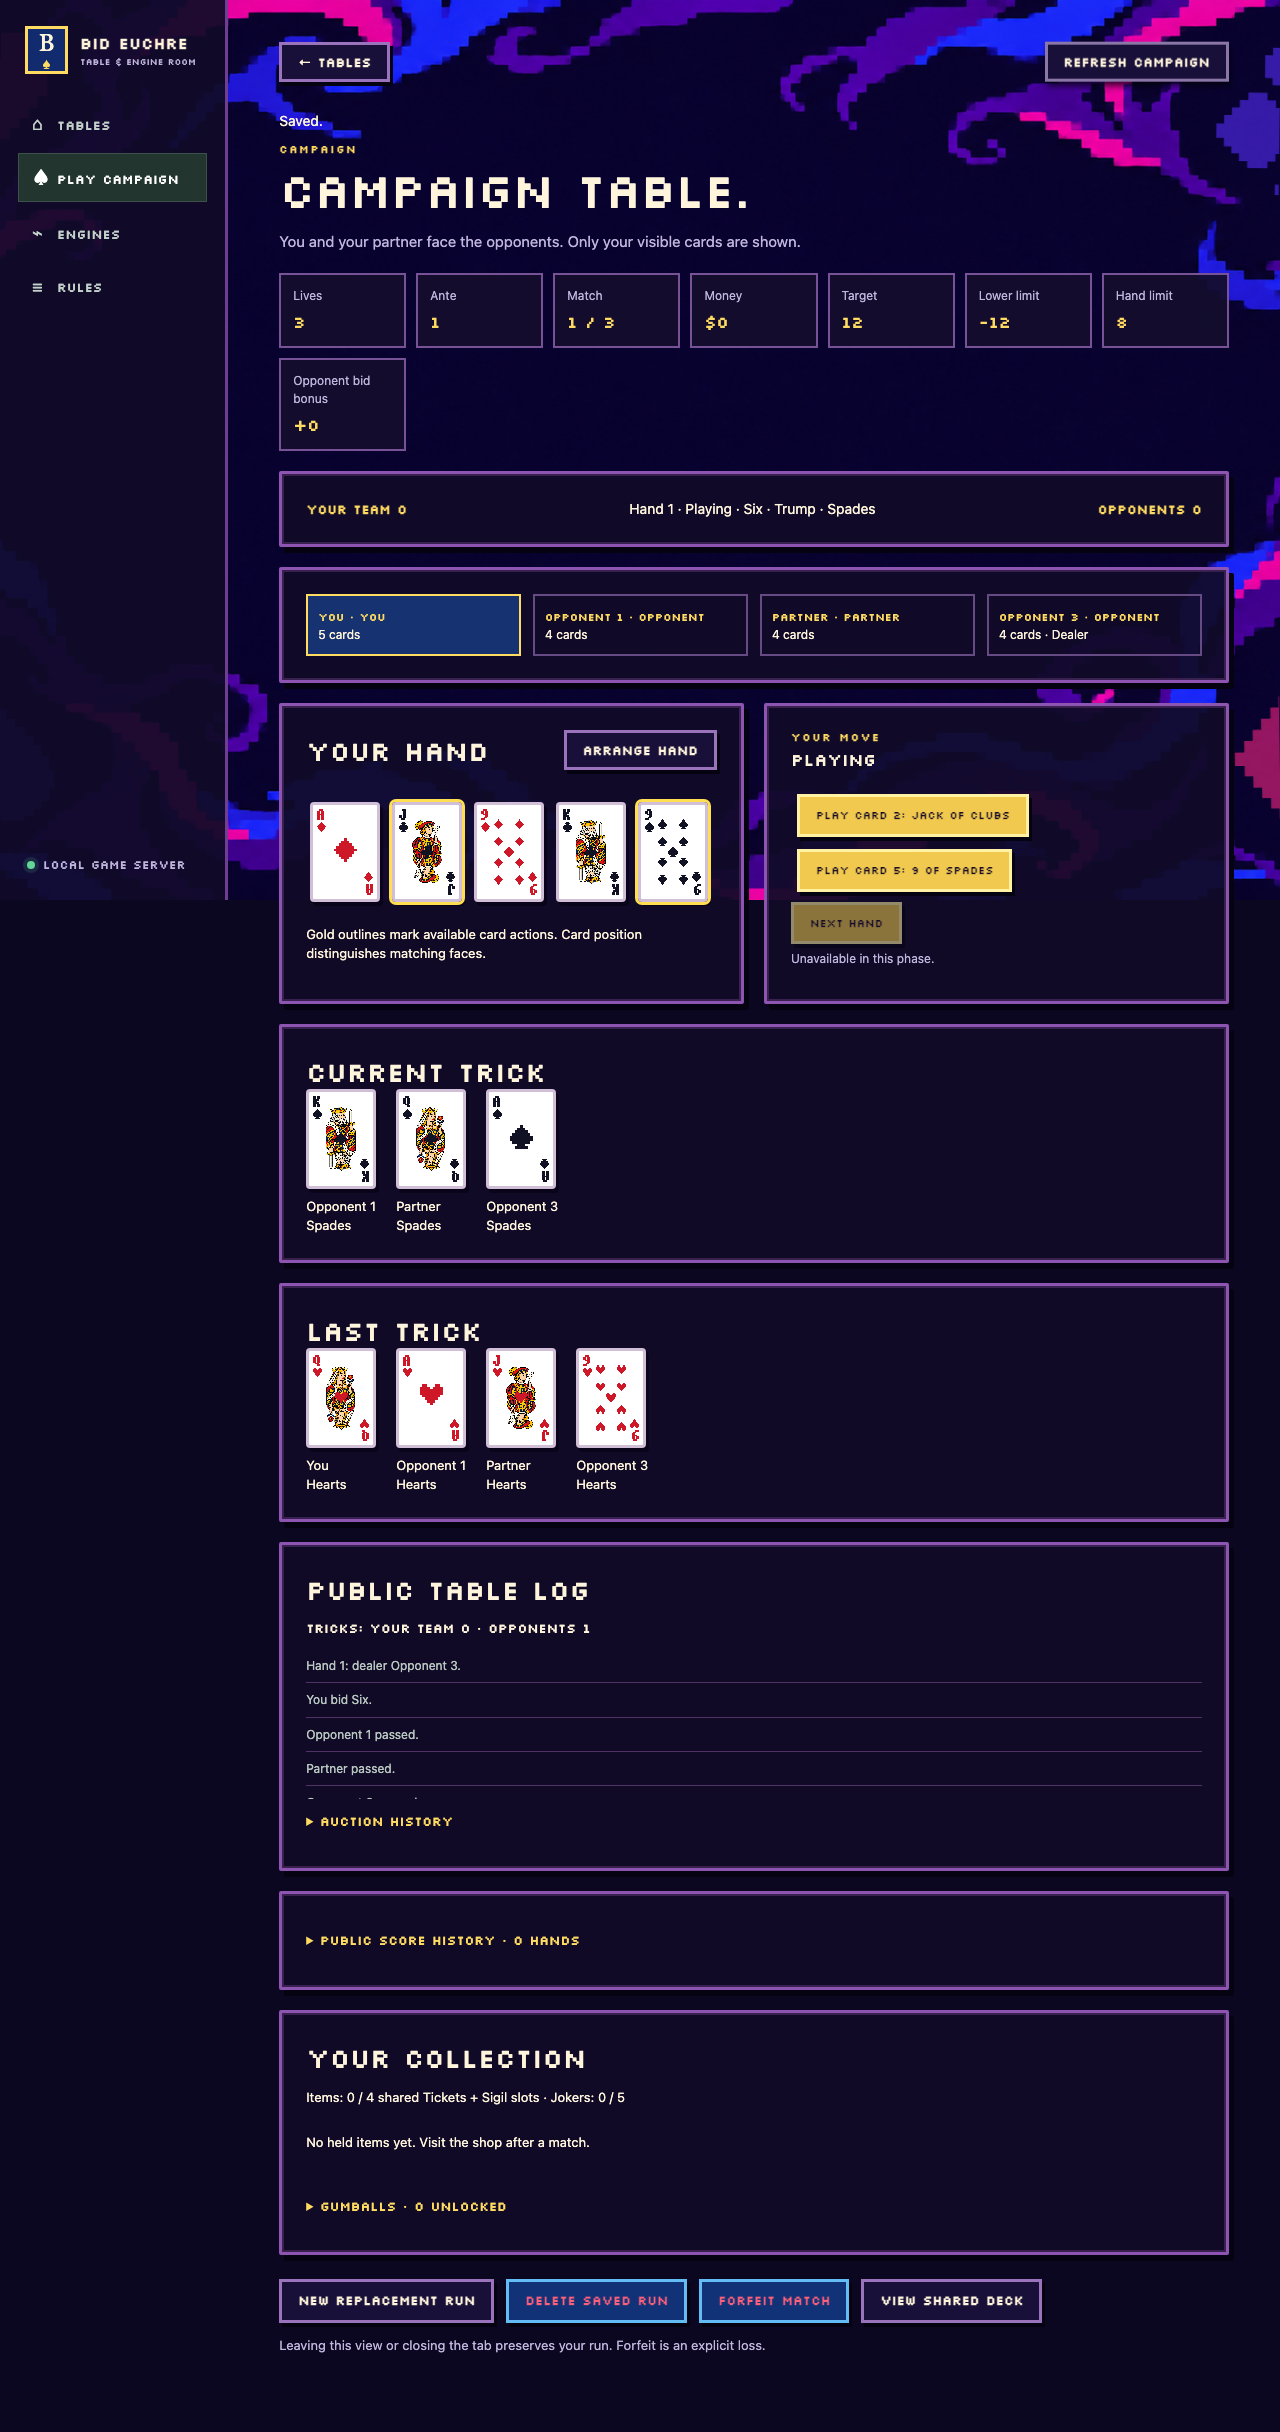 B
BID EUCHRE
TABLE & ENGINE ROOM
TABLES
PLAY CAMPAIGN
ENGINES
RULES
LOCAL GAME SERVER
← TABLES
REFRESH CAMPAIGN
Saved.
CAMPAIGN
CAMPAIGN TABLE.
You and your partner face the opponents. Only your visible cards are shown.
Lives
3
Ante
1
Match
1 / 3
Money
$0
Target
12
Lower limit
-12
Hand limit
8
Opponent bid
bonus
+0
YOUR TEAM 0
Hand 1 · Playing · Six · Trump · Spades
OPPONENTS 0
YOU · YOU
5 cards
OPPONENT 1 · OPPONENT
4 cards
PARTNER · PARTNER
4 cards
OPPONENT 3 · OPPONENT
4 cards · Dealer
YOUR HAND
ARRANGE HAND
A
A
J
J
9
9
K
K
9
9
Gold outlines mark available card actions. Card position
distinguishes matching faces.
YOUR MOVE
PLAYING
PLAY CARD 2: JACK OF CLUBS
PLAY CARD 5: 9 OF SPADES
NEXT HAND
Unavailable in this phase.
CURRENT TRICK
K
K
Q
Q
A
A
Opponent 1
Spades
Partner
Spades
Opponent 3
Spades
LAST TRICK
Q
Q
A
A
J
J
9
9
You
Hearts
Opponent 1
Hearts
Partner
Hearts
Opponent 3
Hearts
PUBLIC TABLE LOG
TRICKS: YOUR TEAM 0 · OPPONENTS 1
Hand 1: dealer Opponent 3.
You bid Six.
Opponent 1 passed.
Partner passed.
▶ AUCTION HISTORY
▶ PUBLIC SCORE HISTORY · 0 HANDS
YOUR COLLECTION
Items: 0 / 4 shared Tickets + Sigil slots · Jokers: 0 / 5
No held items yet. Visit the shop after a match.
▶ GUMBALLS · 0 UNLOCKED
NEW REPLACEMENT RUN
DELETE SAVED RUN
FORFEIT MATCH
VIEW SHARED DECK
Leaving this view or closing the tab preserves your run. Forfeit is an explicit loss.